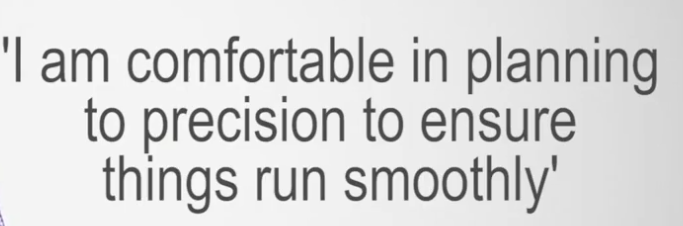 'I am comfortable in planning
to precision to ensure
things run smoothly'